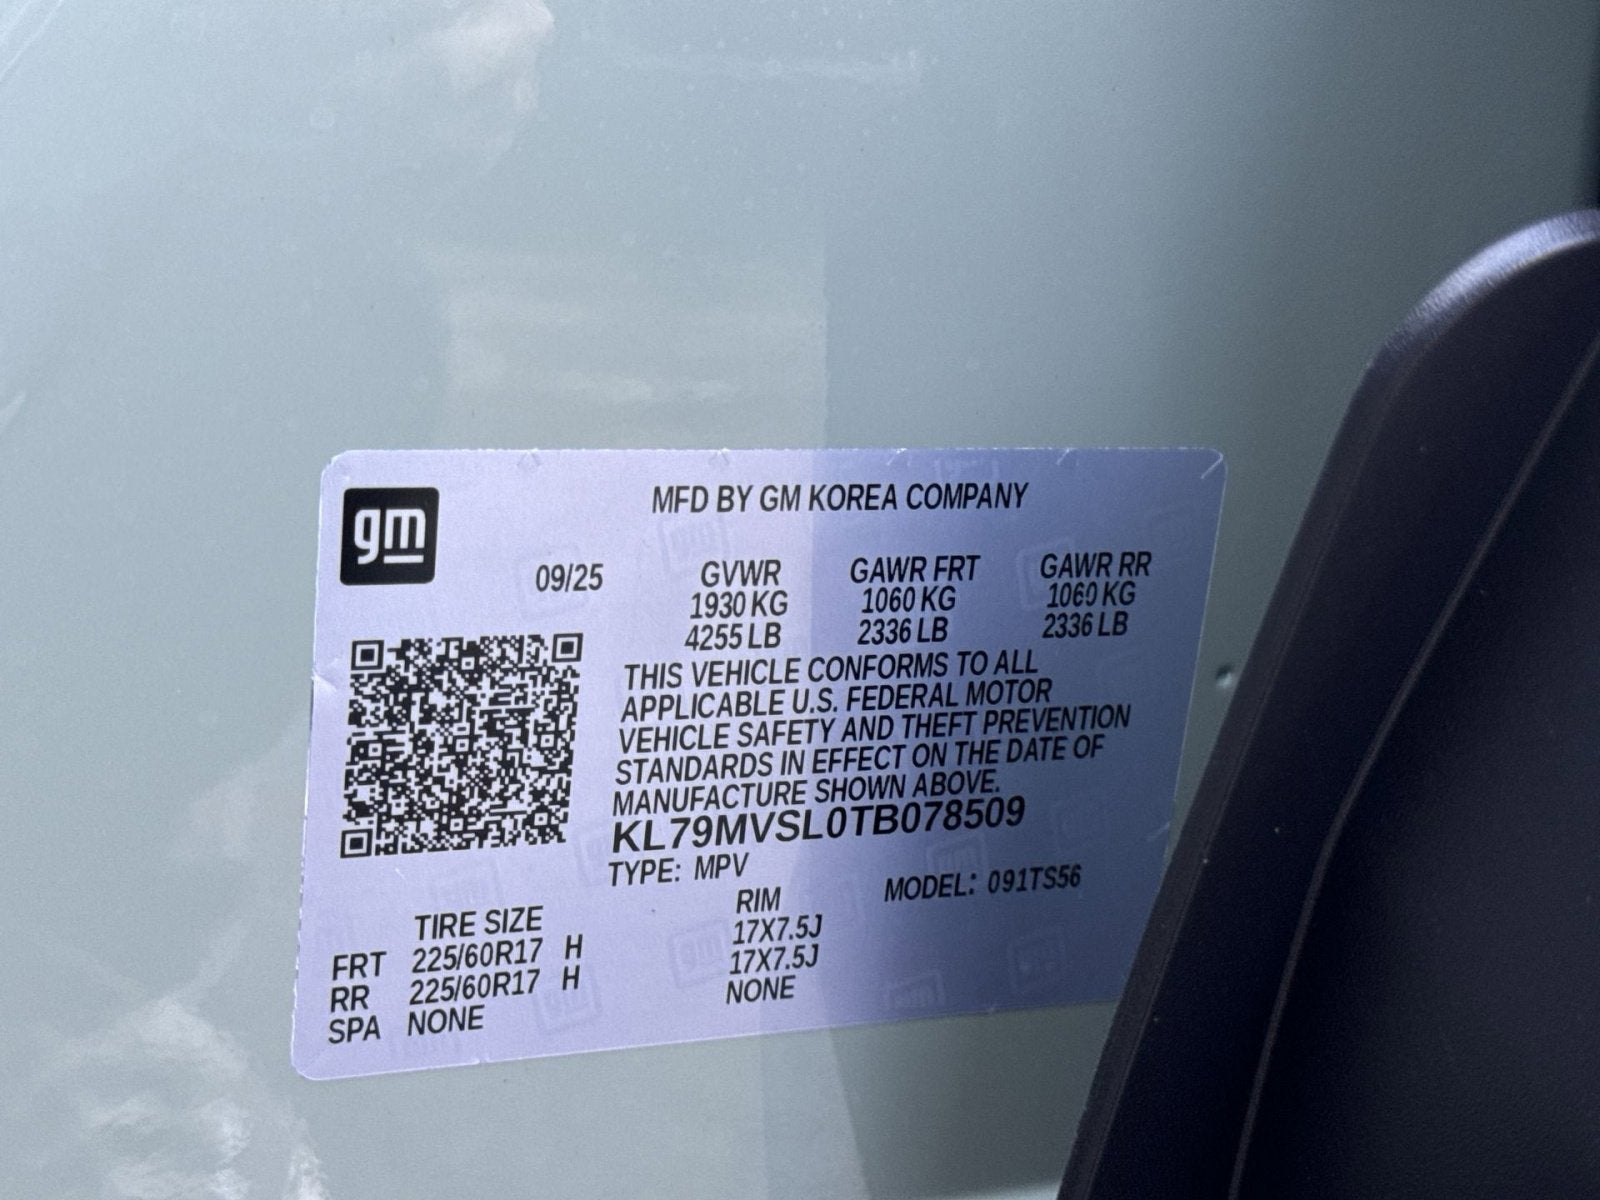 gm
MFD BY GM KOREA COMPANY
09/25 GVWR GAWR FRT GAWR RR
1930 KG 1060 KG 1060 KG
4255 LB 2336 LB 2336 LB
THIS VEHICLE CONFORMS TO ALL
APPLICABLE U.S. FEDERAL MOTOR
VEHICLE SAFETY AND THEFT PREVENTION
STANDARDS IN EFFECT ON THE DATE OF
MANUFACTURE SHOWN ABOVE.
KL79MVSL0TB078509
TYPE: MPV MODEL: 091TS56
TIRE SIZE RIM
FRT 225/60R17 H 17X7.5J
RR 225/60R17 H 17X7.5J
SPA NONE NONE